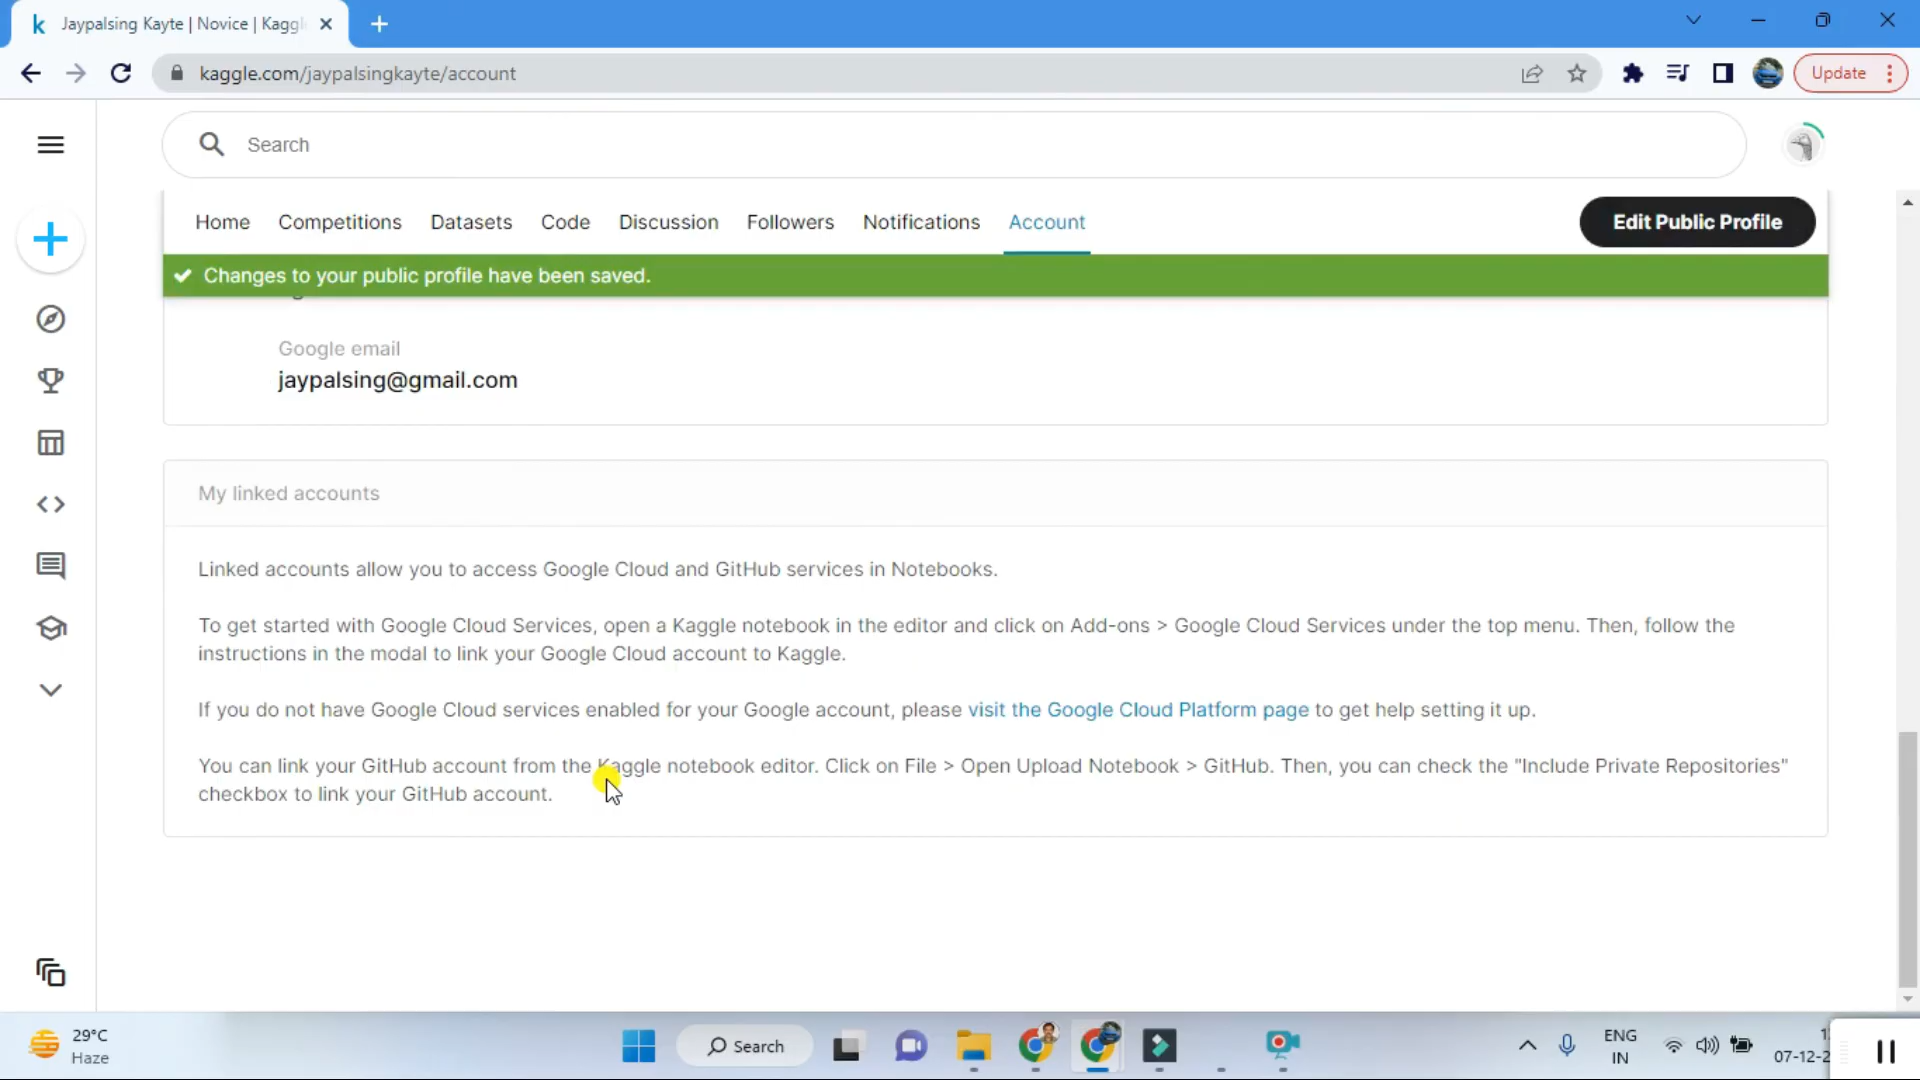 Jaypalsing Kayte | Novice | Kaggl
kaggle.com/jaypalsingkayte/account
Update
Search
Home Competitions Datasets Code Discussion Followers Notifications Account
Edit Public Profile
Changes to your public profile have been saved.
Google email
jaypalsing@gmail.com
My linked accounts
Linked accounts allow you to access Google Cloud and GitHub services in Notebooks.
To get started with Google Cloud Services, open a Kaggle notebook in the editor and click on Add-ons > Google Cloud Services under the top menu. Then, follow the
instructions in the modal to link your Google Cloud account to Kaggle.
If you do not have Google Cloud services enabled for your Google account, please visit the Google Cloud Platform page to get help setting it up.
You can link your GitHub account from the Kaggle notebook editor. Click on File > Open Upload Notebook > GitHub. Then, you can check the "Include Private Repositories"
checkbox to link your GitHub account.
29°C
Haze
Search
ENG
IN
07-12-2